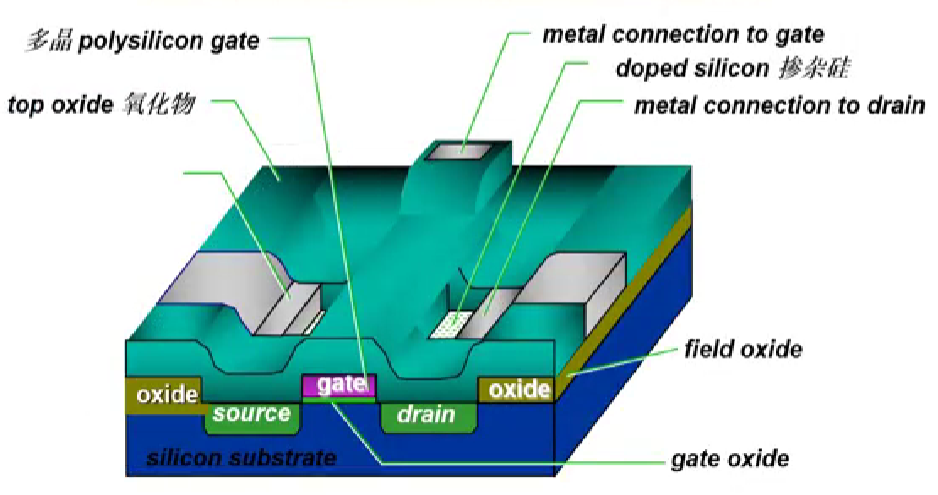 多品 polysilicon gate
metal connection to gate
doped silicon 掺杂硅
top oxide 氧化物
metal connection to drain
field oxide
gate
oxide
oxide
source
drain
silicon substrate
gate oxide